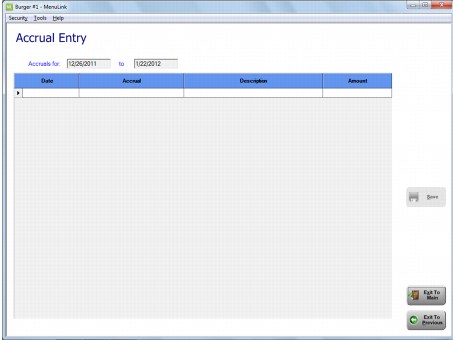 Burger #1 - MenuLink
Security Tools Help
Accrual Entry
Accruals for 12/26/2011 to 1/22/2012
Date Accrual Description Amount
Save
Exit To
Main
Exit To
Previous